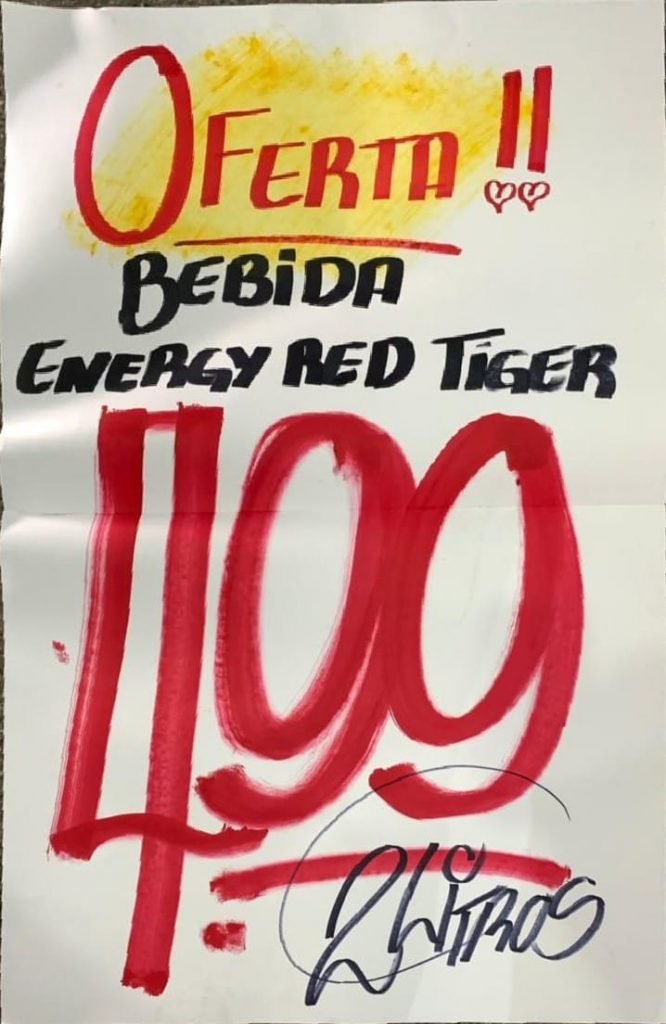 OFERTA!!
BEBiDA
ENERGY RED TiGER
4,99
2 LiTROS